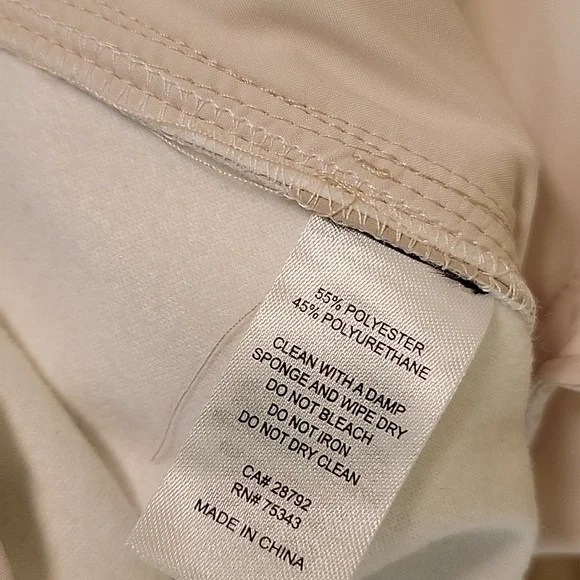 55% POLYESTER
45% POLYURETHANE
CLEAN WITH A DAMP
SPONGE AND WIPE DRY
DO NOT BLEACH
DO NOT IRON
DO NOT DRY CLEAN
CA# 28792
RN# 75343
MADE IN CHINA